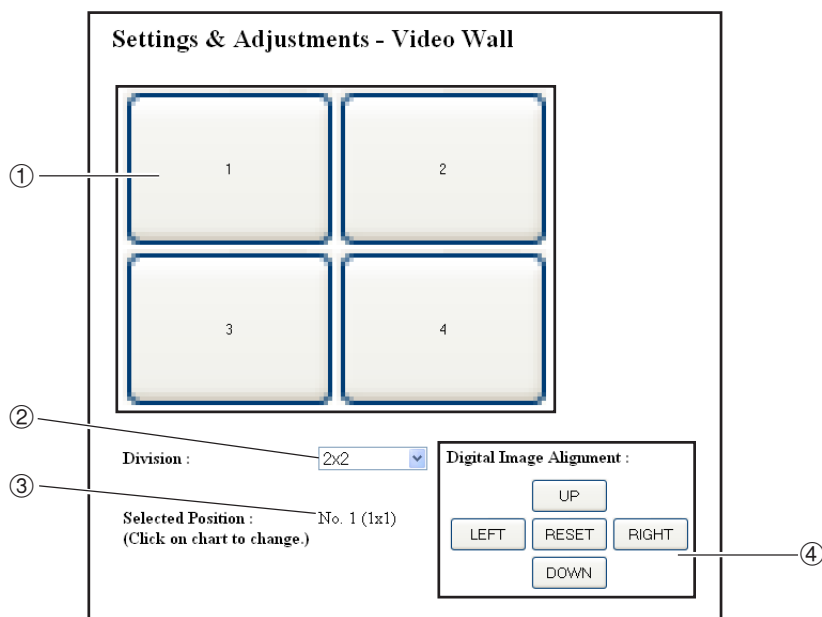 Settings & Adjustments - Video Wall
①
1
2
3
4
②
Division :
2x2
③
Selected Position :
No. 1 (1x1)
(Click on chart to change.)
Digital Image Alignment :
UP
LEFT
RESET
RIGHT
DOWN
④